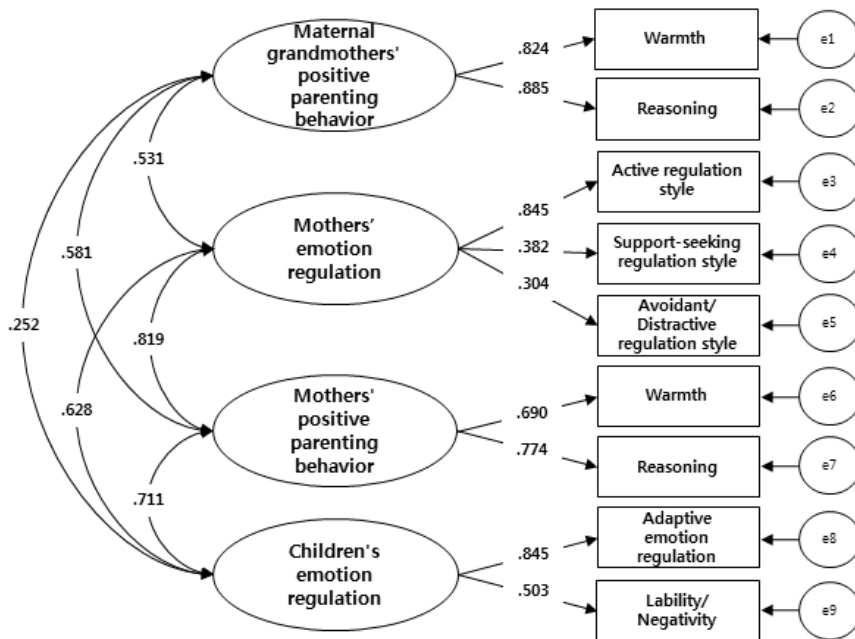 Maternal
grandmothers'
positive
parenting
behavior
.824
Warmth
e1
.885
Reasoning
e2
.531
Mothers'
emotion
regulation
.845
Active regulation
style
e3
.382
Support-seeking
regulation style
e4
.304
Avoidant/
Distractive
regulation style
e5
.581
.252
.819
.628
Mothers'
positive
parenting
behavior
.690
Warmth
e6
.774
Reasoning
e7
.711
Children's
emotion
regulation
.845
Adaptive
emotion
regulation
e8
.503
Lability/
Negativity
e9